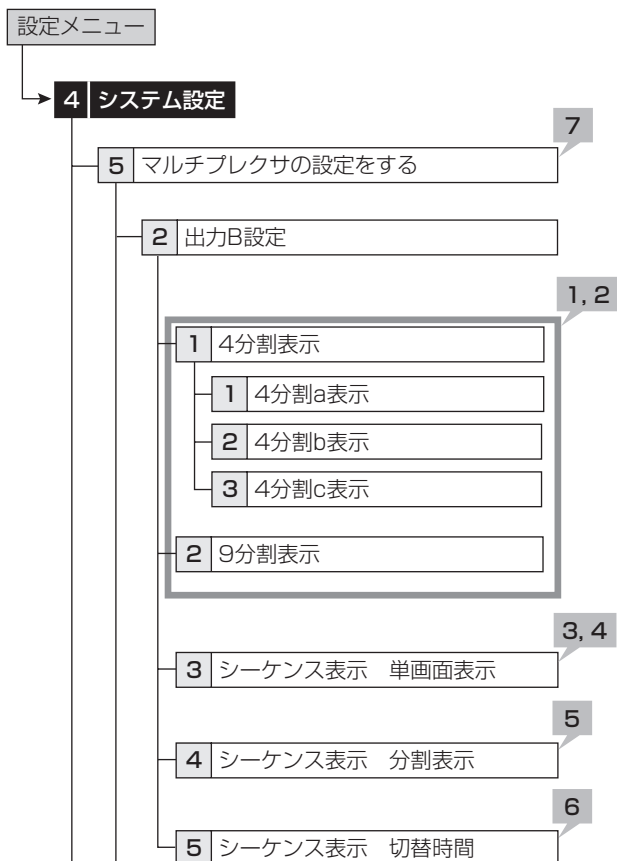 設定メニュー
4 システム設定
7
5 マルチプレクサの設定をする
2 出力B設定
1, 2
1 4分割表示
1 4分割a表示
2 4分割b表示
3 4分割c表示
2 9分割表示
3, 4
3 シーケンス表示　単画面表示
5
4 シーケンス表示　分割表示
6
5 シーケンス表示　切替時間